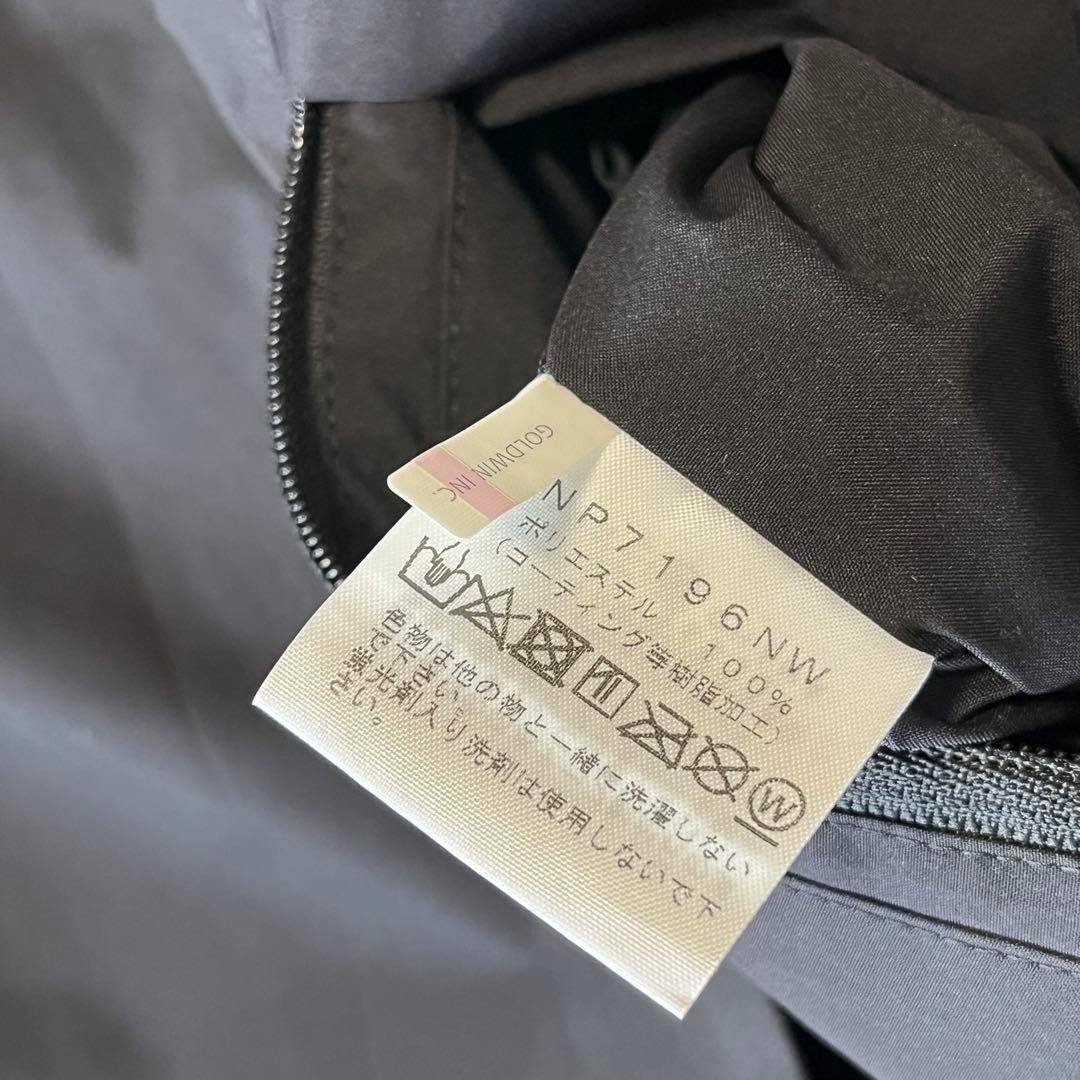 GOLDWIN INC.
NP7196NW
ポリエステル 100%
(コーティング等樹脂加工)
W
色物は他の物と一緒に洗濯しない
で下さい。
蛍光剤入り洗剤は使用しないで下
さい。